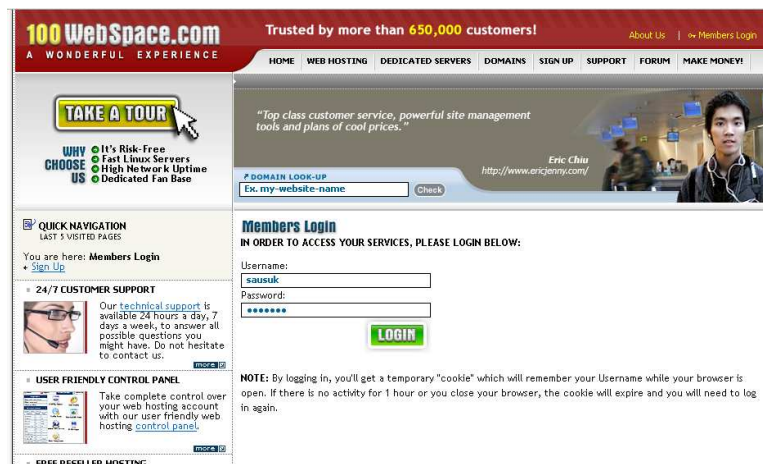 100 WebSpace.com
A WONDERFUL EXPERIENCE
Trusted by more than 650,000 customers!
About Us | Members Login
HOME WEB HOSTING DEDICATED SERVERS DOMAINS SIGN UP SUPPORT FORUM MAKE MONEY!
TAKE A TOUR
WHY CHOOSE US
It's Risk-Free
Fast Linux Servers
High Network Uptime
Dedicated Fan Base
"Top class customer service, powerful site management
tools and plans of cool prices."
Eric Chiu
http://www.ericjenny.com/
DOMAIN LOOK-UP
Ex. my-website-name
Check
QUICK NAVIGATION
LAST 5 VISITED PAGES
You are here: Members Login
Sign Up
24/7 CUSTOMER SUPPORT
Our technical support is
available 24 hours a day, 7
days a week, to answer all
possible questions you
might have. Do not hesitate
to contact us.
more
USER FRIENDLY CONTROL PANEL
Take complete control over
your web hosting account
with our user friendly web
hosting control panel.
more
FREE RESELLER HOSTING
Members Login
IN ORDER TO ACCESS YOUR SERVICES, PLEASE LOGIN BELOW:
Username:
sausuk
Password:
•••••••
LOGIN
NOTE: By logging in, you'll get a temporary "cookie" which will remember your Username while your browser is
open. If there is no activity for 1 hour or you close your browser, the cookie will expire and you will need to log
in again.